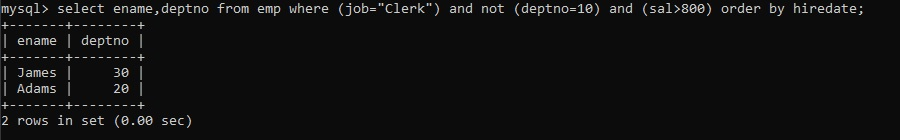 mysql> select ename,deptno from emp where (job="Clerk") and not (deptno=10) and (sal>800) order by hiredate;
+-------+--------+
| ename | deptno |
+-------+--------+
| James |     30 |
| Adams |     20 |
+-------+--------+
2 rows in set (0.00 sec)